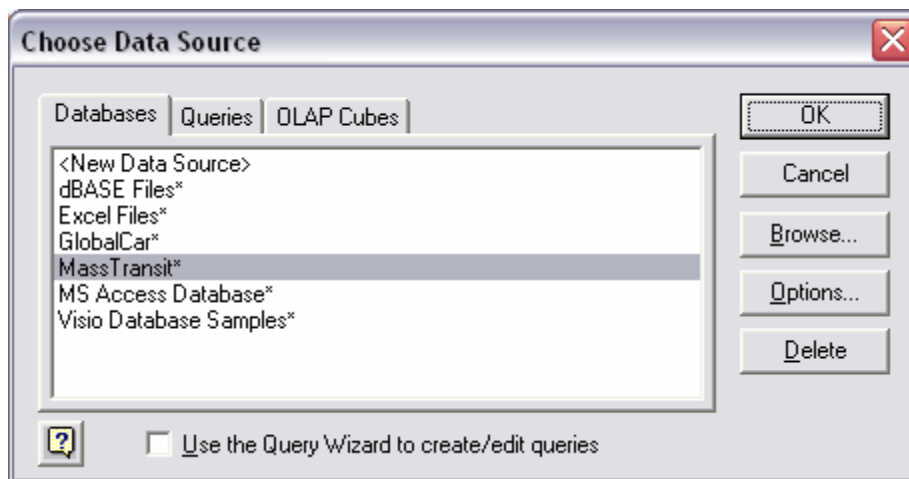 Choose Data Source
Databases
Queries
OLAP Cubes
<New Data Source>
dBASE Files*
Excel Files*
GlobalCar*
MassTransit*
MS Access Database*
Visio Database Samples*
OK
Cancel
Browse...
Options...
Delete
?
Use the Query Wizard to create/edit queries